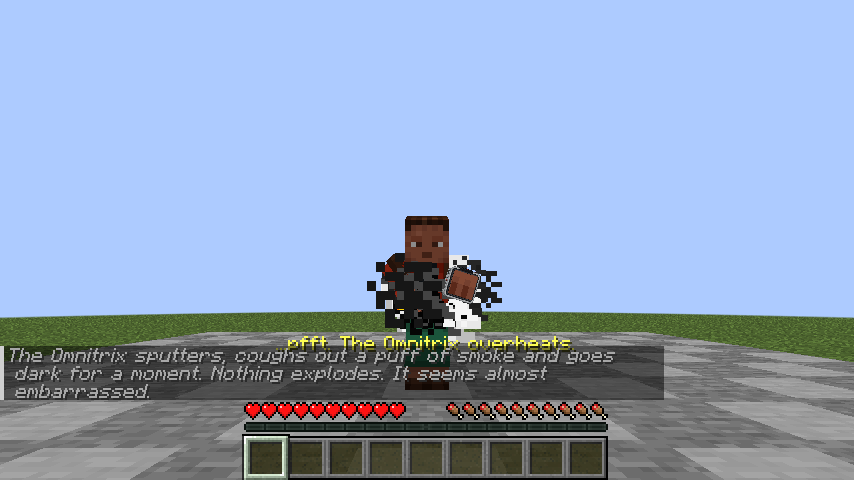 pfft. The Omnitrix overheats
The Omnitrix sputters, coughs out a puff of smoke and goes
dark for a moment. Nothing explodes. It seems almost
embarrassed.